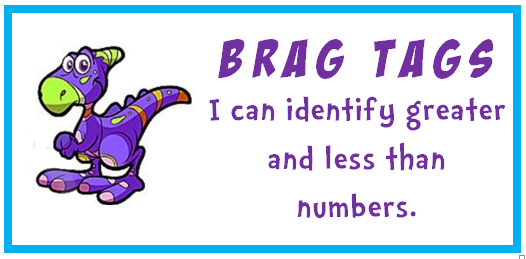 BRAG TAGS
I can identify greater
and less than
numbers.